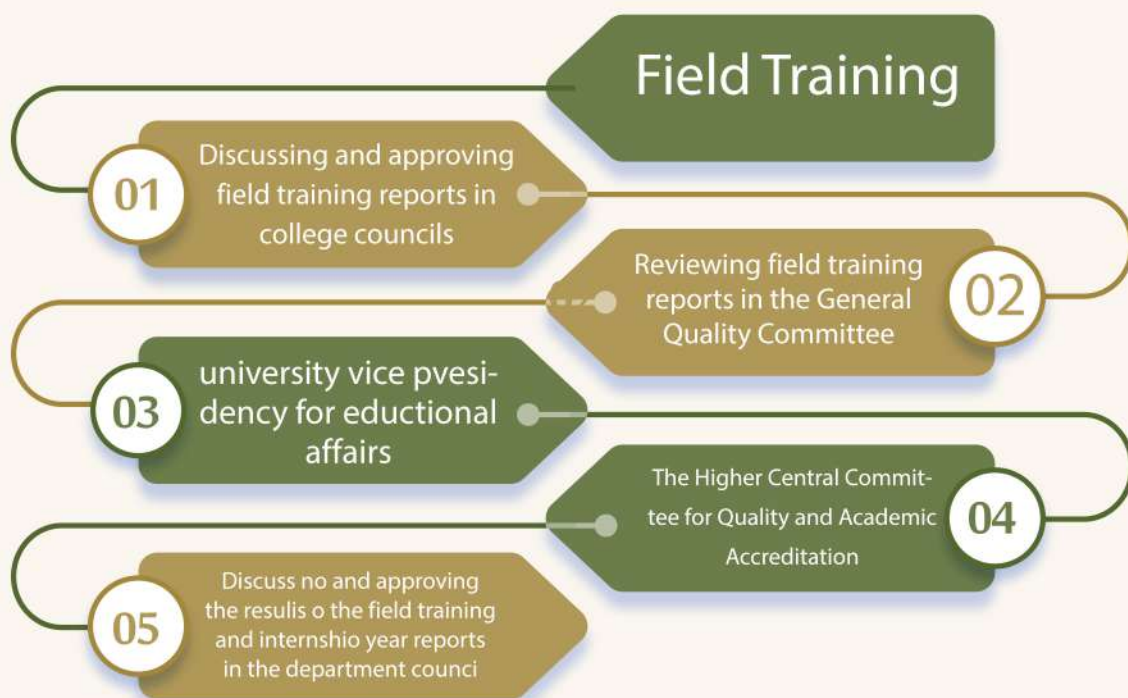 Field Training
01
Discussing and approving
field training reports in
college councils
Reviewing field training
reports in the General
Quality Committee
02
03
university vice pvesi-
dency for eductional
affairs
The Higher Central Commit-
tee for Quality and Academic
Accreditation
04
05
Discuss no and approving
the resulis o the field training
and internshio year reports
in the department counci